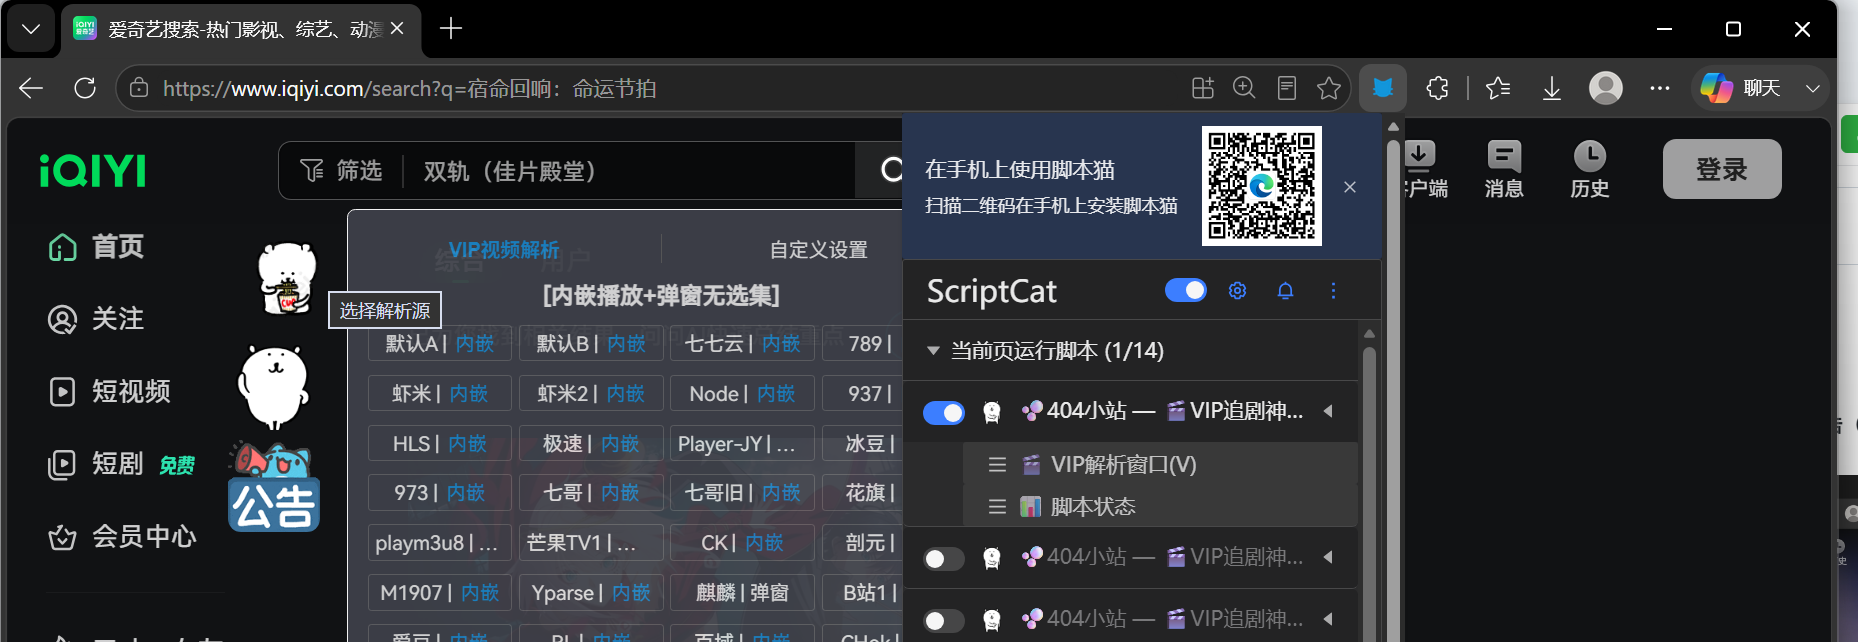 爱奇艺搜索-热门影视、综艺、动漫
https://www.iqiyi.com/search?q=宿命回响：命运节拍
聊天
iQIYI
筛选
双轨（佳片殿堂）
客户端
消息
历史
登录
首页
关注
短视频
短剧 免费
会员中心
公告
选择解析源
VIP视频解析
自定义设置
[内嵌播放+弹窗无选集]
默认A | 内嵌
默认B | 内嵌
七七云 | 内嵌
789 |
虾米 | 内嵌
虾米2 | 内嵌
Node | 内嵌
937 |
HLS | 内嵌
极速 | 内嵌
Player-JY | ...
冰豆 |
973 | 内嵌
七哥 | 内嵌
七哥旧 | 内嵌
花旗 |
playm3u8 | ...
芒果TV1 | ...
CK | 内嵌
剖元 |
M1907 | 内嵌
Yparse | 内嵌
麒麟 | 弹窗
B站1 |
在手机上使用脚本猫
扫描二维码在手机上安装脚本猫
ScriptCat
当前页运行脚本 (1/14)
404小站 — VIP追剧神...
VIP解析窗口(V)
脚本状态
404小站 — VIP追剧神...
404小站 — VIP追剧神...